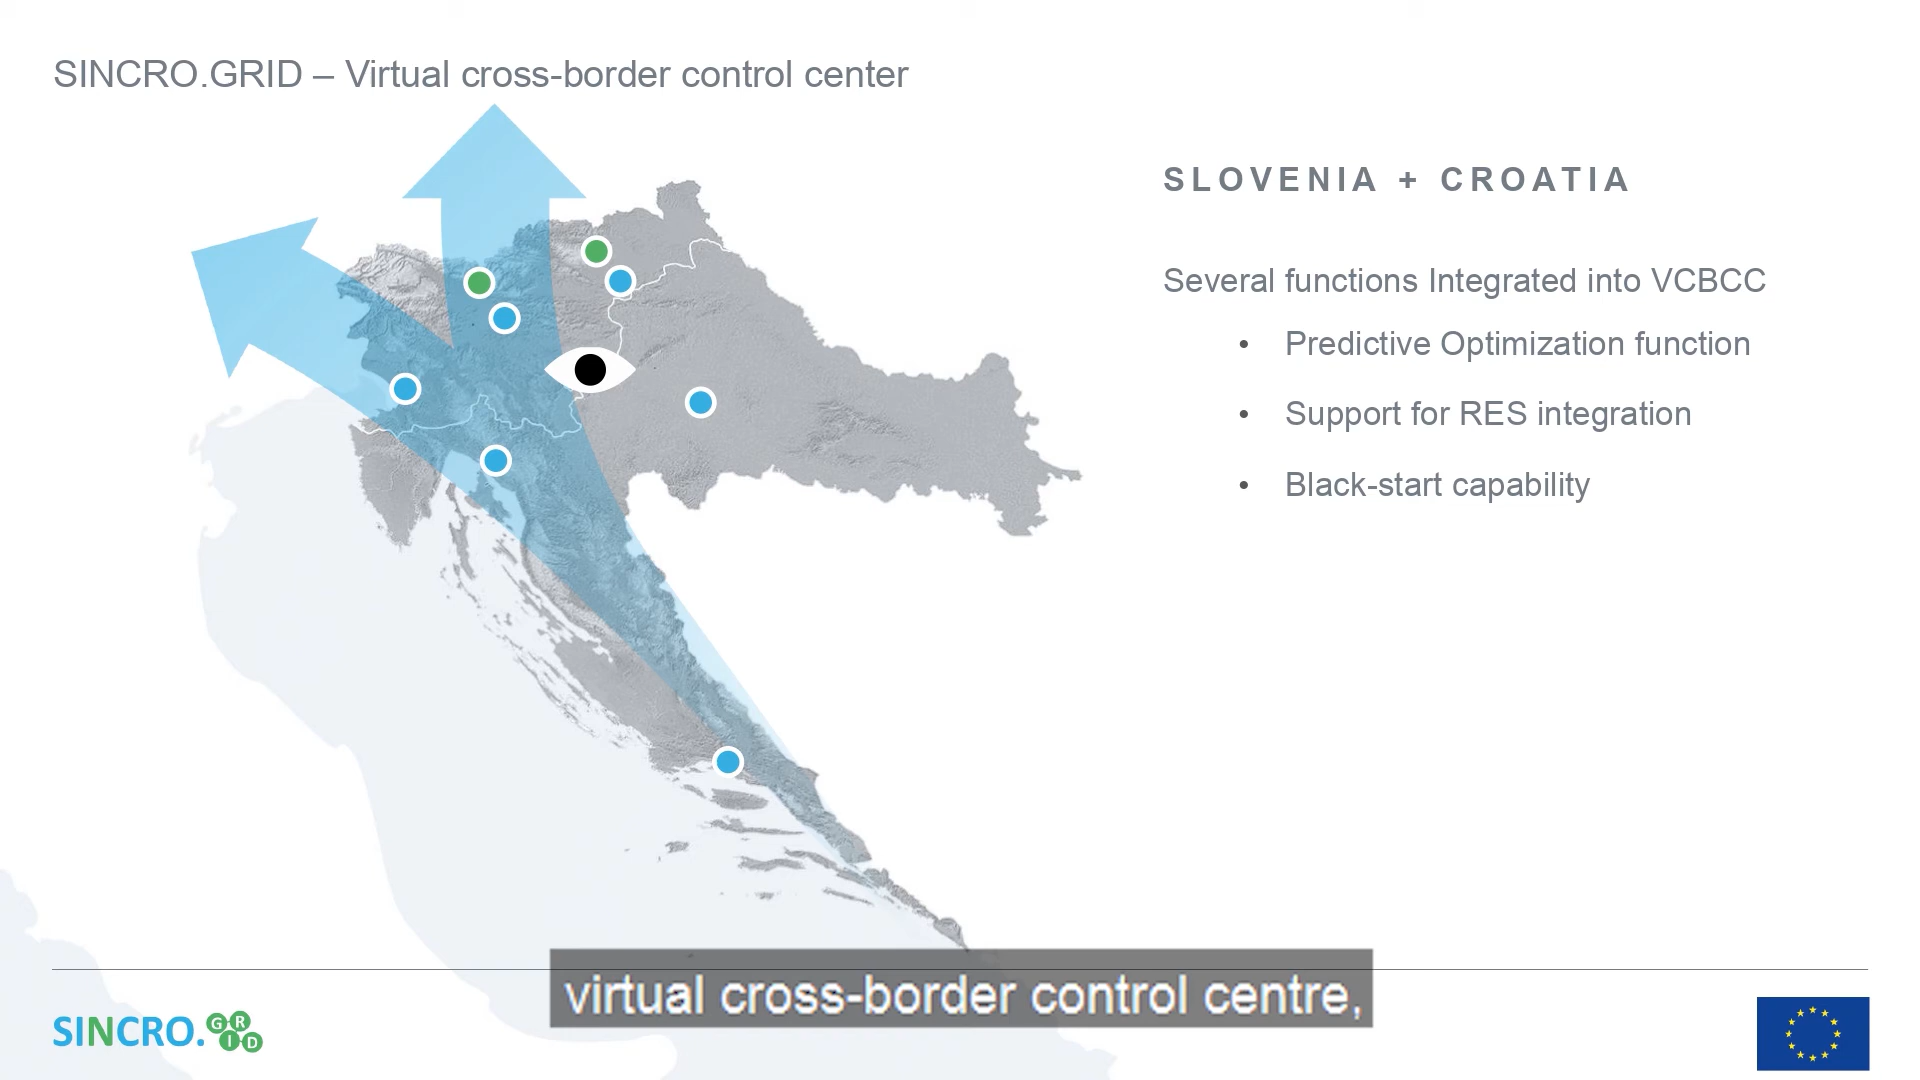 SINCRO.GRID – Virtual cross-border control center
SLOVENIA + CROATIA
Several functions Integrated into VCBCC
• Predictive Optimization function
• Support for RES integration
• Black-start capability
virtual cross-border control centre,
SINCRO. GRID